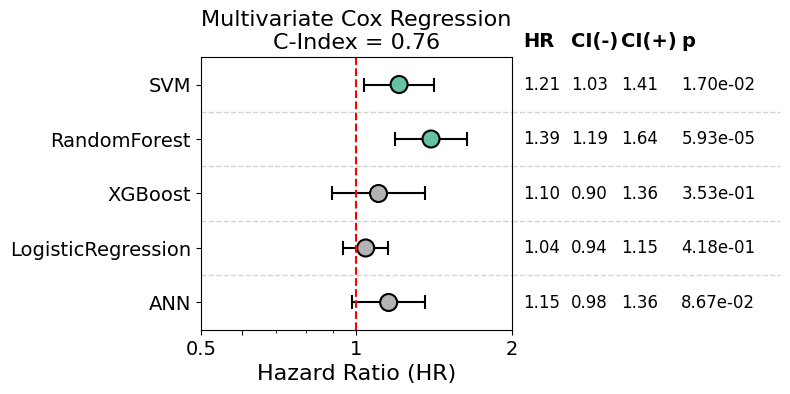 Multivariate Cox Regression
C-Index = 0.76
HR CI(-) CI(+) p
SVM 1.21 1.03 1.41 1.70e-02
RandomForest 1.39 1.19 1.64 5.93e-05
XGBoost 1.10 0.90 1.36 3.53e-01
LogisticRegression 1.04 0.94 1.15 4.18e-01
ANN 1.15 0.98 1.36 8.67e-02
0.5 1 2
Hazard Ratio (HR)